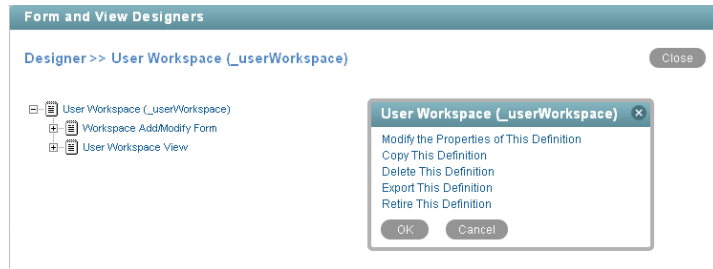 Form and View Designers
Designer >> User Workspace (_userWorkspace)
Close
User Workspace (_userWorkspace)
Workspace Add/Modify Form
User Workspace View
User Workspace (_userWorkspace)
Modify the Properties of This Definition
Copy This Definition
Delete This Definition
Export This Definition
Retire This Definition
OK Cancel